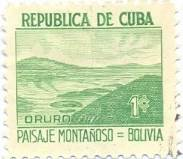 REPUBLICA DE CUBA
ORURO
1¢
PAISAJE MONTAÑOSO = BOLIVIA